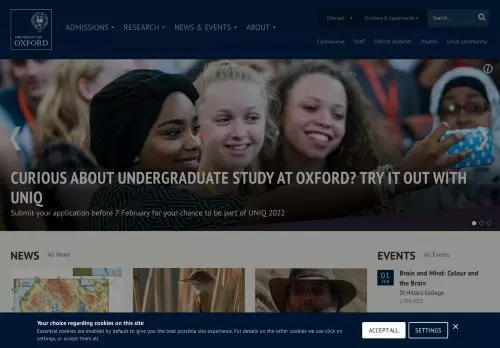 UNIVERSITY OF
OXFORD
ADMISSIONS
RESEARCH
NEWS & EVENTS
ABOUT
Colleges
Divisions & departments
Search...
Coronavirus
Staff
Oxford students
Alumni
Local community
CURIOUS ABOUT UNDERGRADUATE STUDY AT OXFORD? TRY IT OUT WITH
UNIQ
Submit your application before 7 February for your chance to be part of UNIQ 2022
NEWS
All News
EVENTS
All Events
01
FEB
Brain and Mind: Colour and
the Brain
St Hilda's College
1 FEB 2022
Your choice regarding cookies on this site
Essential cookies are enabled by default to give you the best possible site experience. For details on the other cookies we use click on
settings, or accept them all.
ACCEPT ALL
SETTINGS